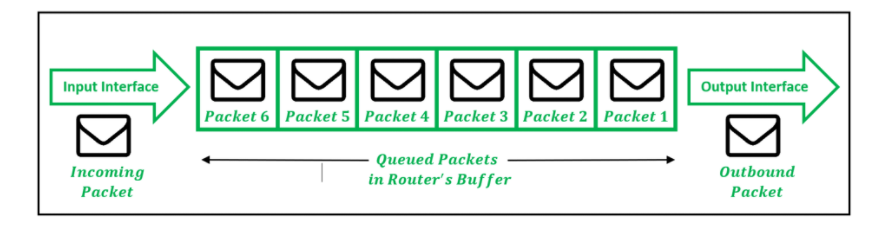 Input Interface
Packet 6
Packet 5
Packet 4
Packet 3
Packet 2
Packet 1
Output Interface
Incoming
Packet
Queued Packets
in Router's Buffer
Outbound
Packet